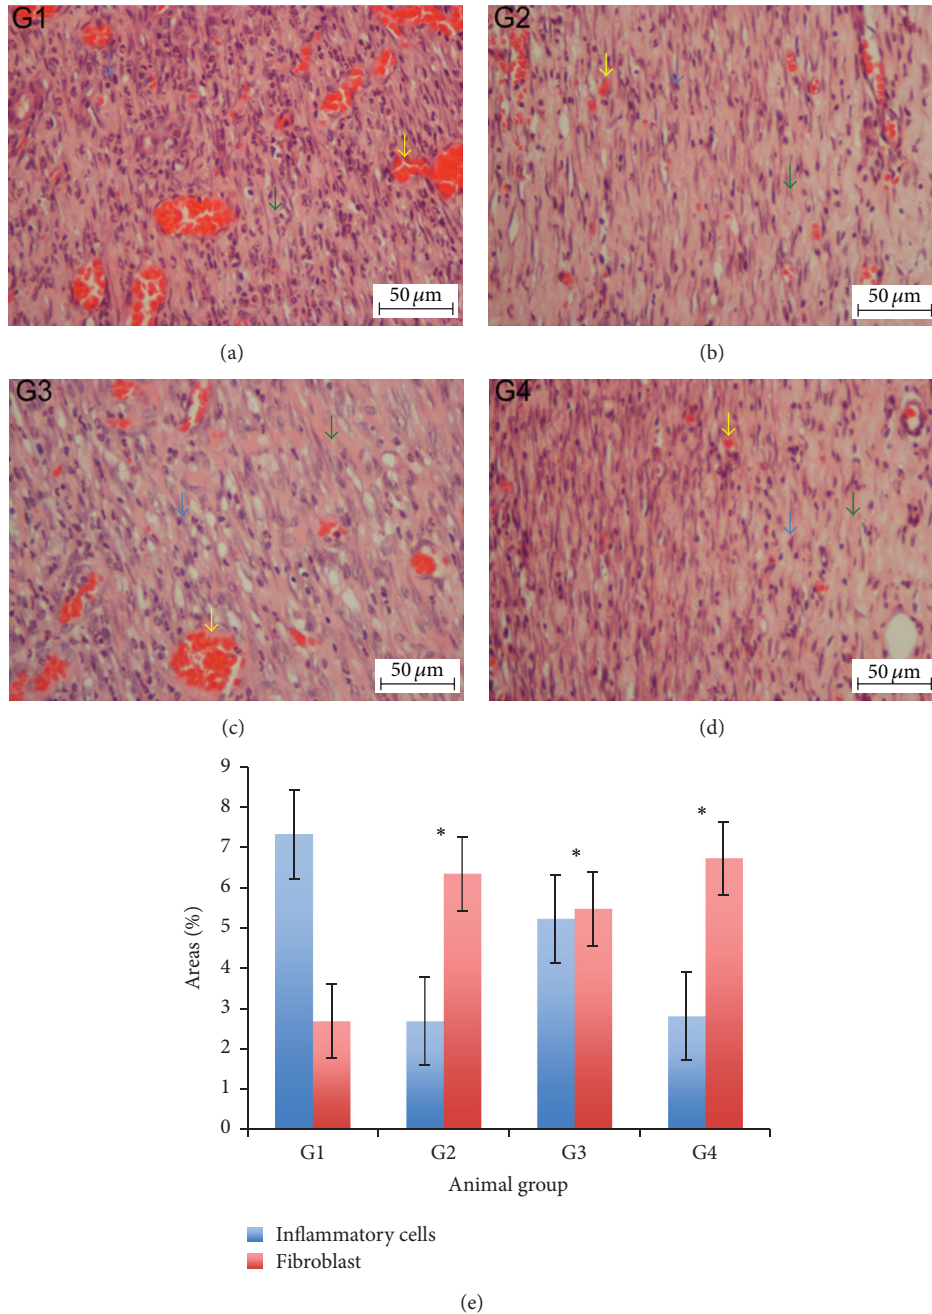 G1
G2
50 μm
50 μm
(a)
(b)
G3
G4
50 μm
50 μm
(c)
(d)
9
8
7
6
5
4
3
2
1
0
Areas (%)
*
*
*
G1 G2 G3 G4
Animal group
Inflammatory cells
Fibroblast
(e)